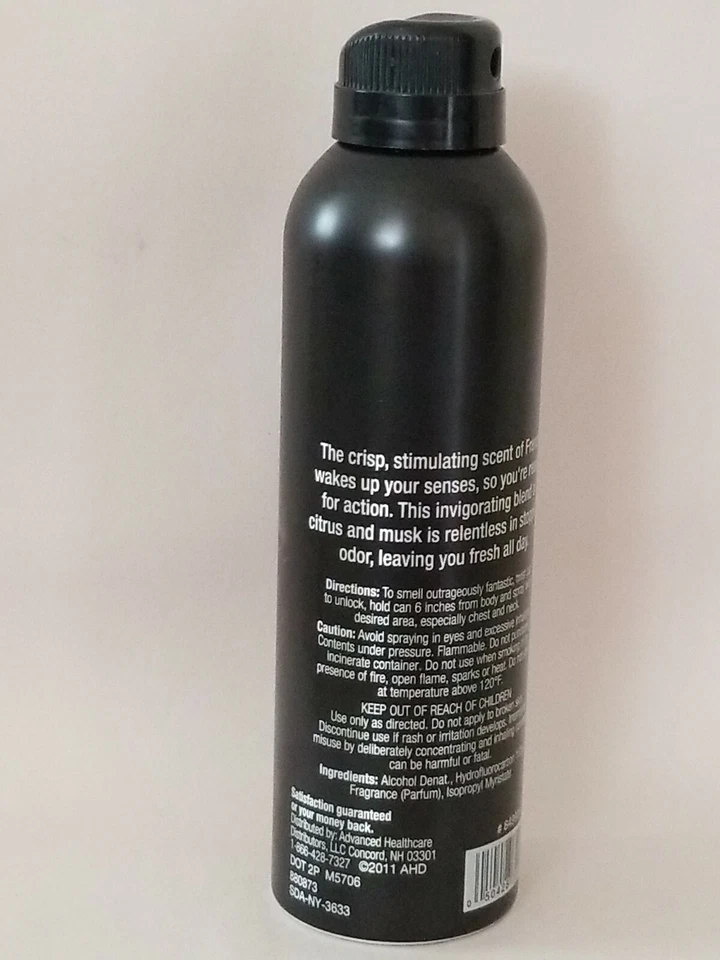 The crisp, stimulating scent of
wakes up your senses, so you're
for action. This invigorating blend
citrus and musk is relentless in
odor, leaving you fresh all day.
Directions: To smell outrageously fantastic,
to unlock, hold can 6 inches from body and
desired area, especially chest and neck.
Caution: Avoid spraying in eyes and excessive
Contents under pressure. Flammable. Do not
incinerate container. Do not use when smoking
presence of fire, open flame, sparks or heat. Do
at temperature above 120°F.
KEEP OUT OF REACH OF CHILDREN
Use only as directed. Do not apply to broken
Discontinue use if rash or irritation develops.
misuse by deliberately concentrating and inhaling
can be harmful or fatal.
Ingredients: Alcohol Denat., Hydrofluorocarbon
Fragrance (Parfum), Isopropyl Myristate
Satisfaction guaranteed
or your money back.
Distributed by: Advanced Healthcare
Distributors, LLC Concord, NH 03301
1-866-428-7327 ©2011 AHD
DOT 2P M5706
880873
SDA-NY-3633